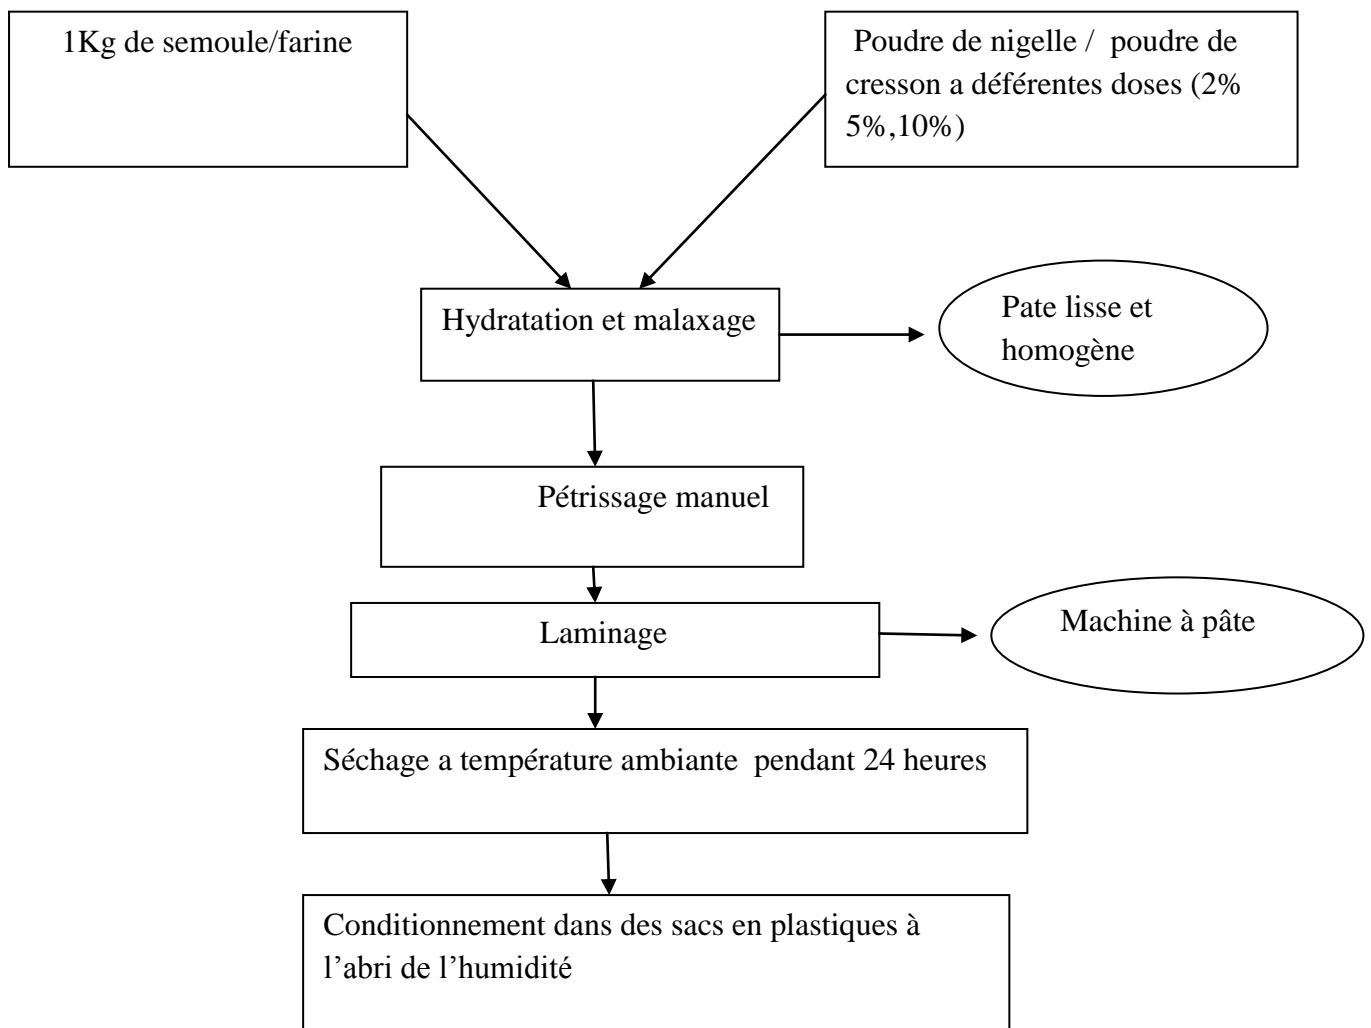 1Kg de semoule/farine
Poudre de nigelle / poudre de
cresson a déférentes doses (2%
5%,10%)
Hydratation et malaxage
Pate lisse et
homogène
Pétrissage manuel
Laminage
Machine à pâte
Séchage a température ambiante pendant 24 heures
Conditionnement dans des sacs en plastiques à
l’abri de l’humidité